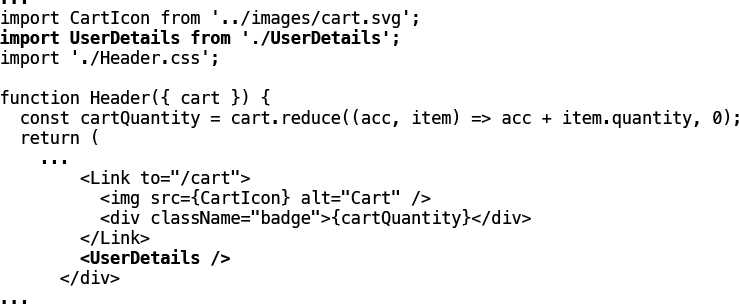 ...
import CartIcon from '../images/cart.svg';
import UserDetails from './UserDetails';
import './Header.css';

function Header({ cart }) {
  const cartQuantity = cart.reduce((acc, item) => acc + item.quantity, 0);
  return (
    ...
        <Link to="/cart">
          <img src={CartIcon} alt="Cart" />
          <div className="badge">{cartQuantity}</div>
        </Link>
        <UserDetails />
      </div>
...